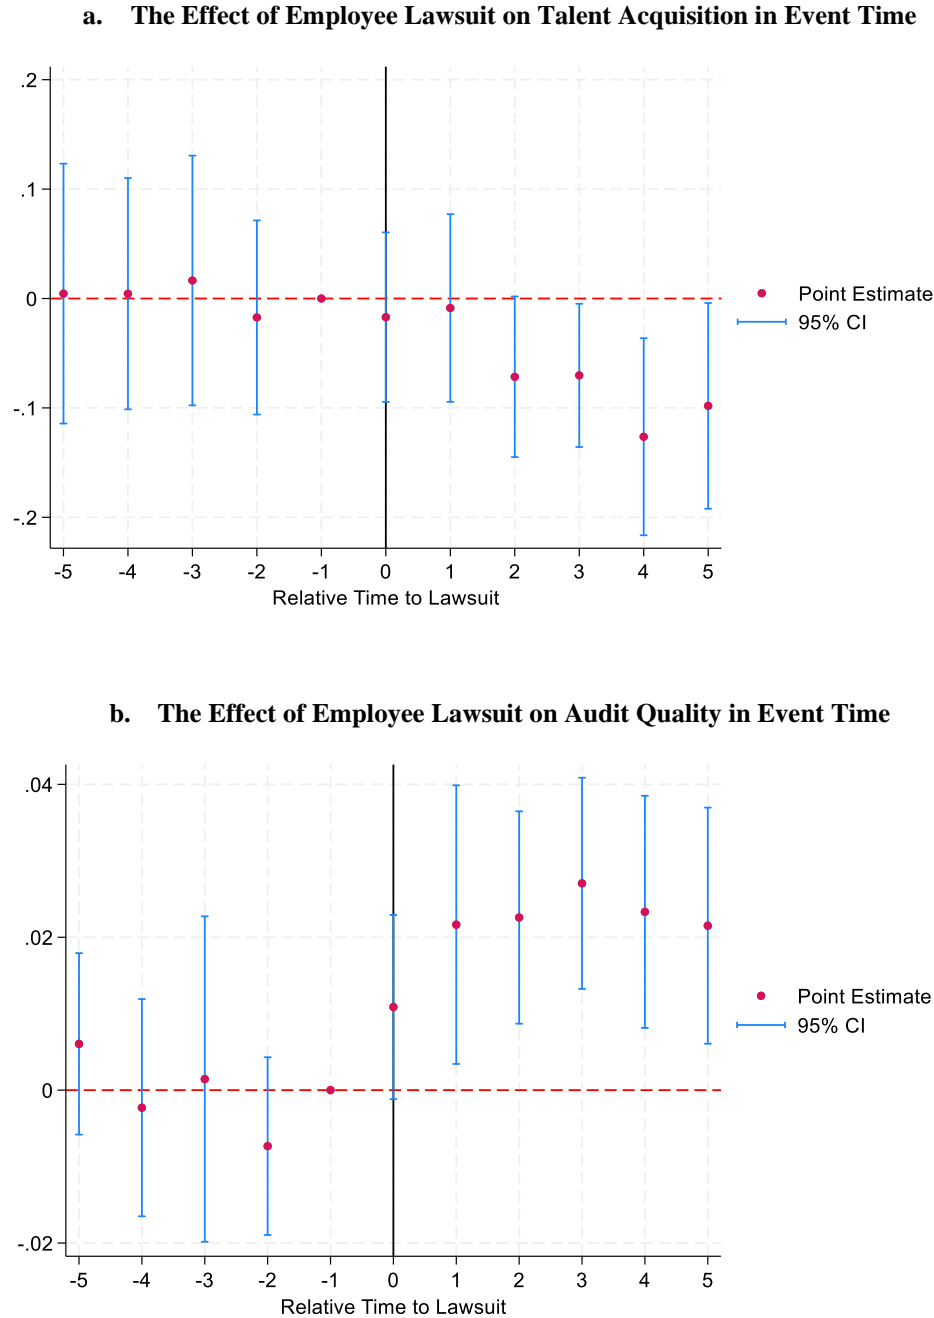 a. The Effect of Employee Lawsuit on Talent Acquisition in Event Time
.2
.1
0
-.1
-.2
-5 -4 -3 -2 -1 0 1 2 3 4 5
Relative Time to Lawsuit
Point Estimate
95% CI
b. The Effect of Employee Lawsuit on Audit Quality in Event Time
.04
.02
0
-.02
-5 -4 -3 -2 -1 0 1 2 3 4 5
Relative Time to Lawsuit
Point Estimate
95% CI